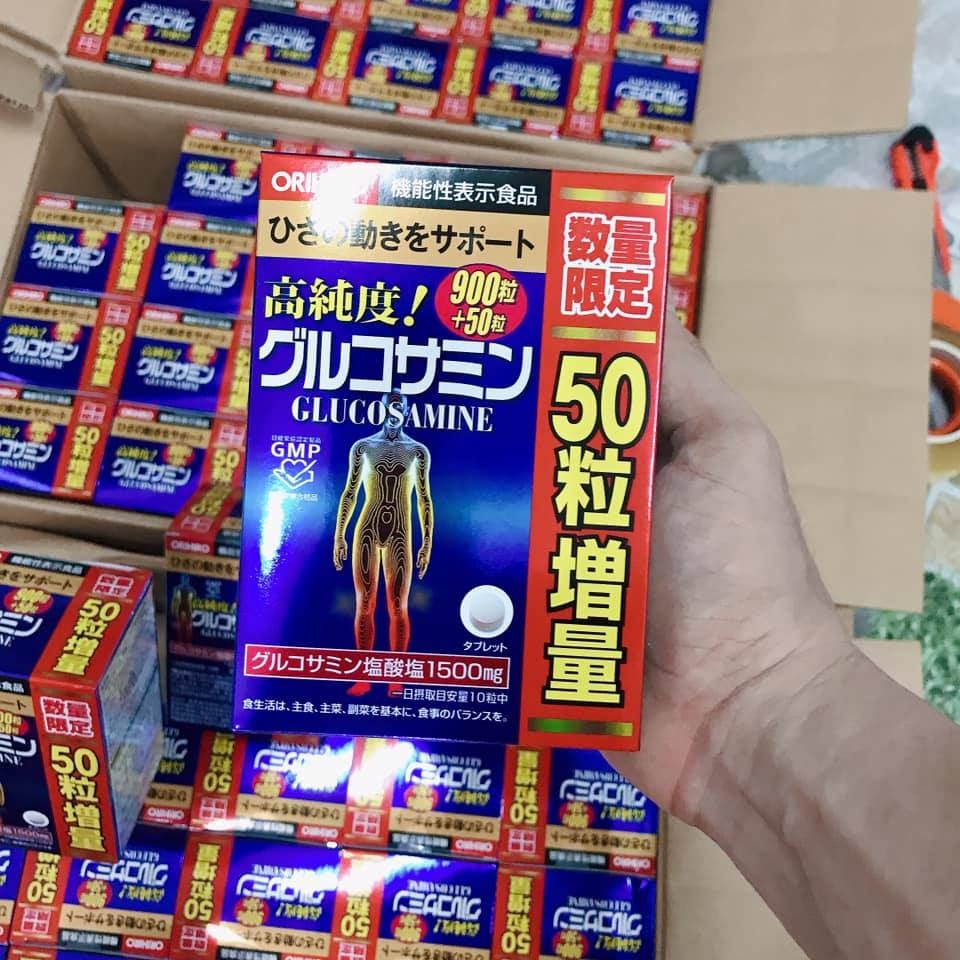 ORIHIRO
機能性表示食品
ひざの動きをサポート
高純度!
900粒
+50粒
グルコサミン
GLUCOSAMINE
GMP
タブレット
グルコサミン塩酸塩1500mg
一日摂取目安量10粒中
食生活は、主食、主菜、副菜を基本に、食事のバランスを。
数量
限定
50粒増量